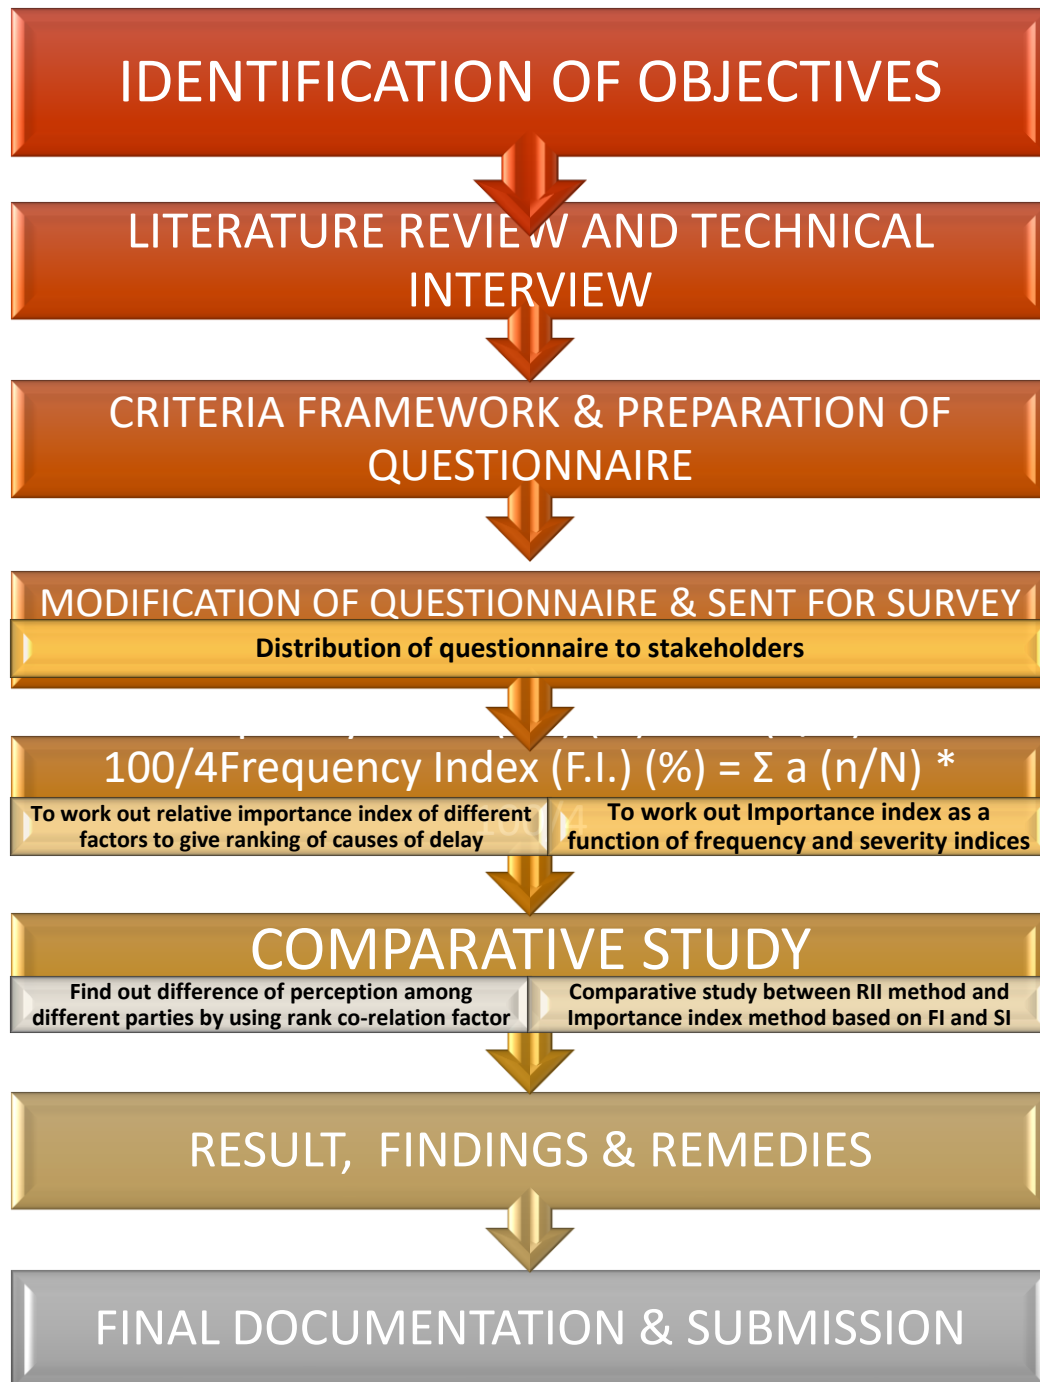 IDENTIFICATION OF OBJECTIVES
LITERATURE REVIEW AND TECHNICAL
INTERVIEW
CRITERIA FRAMEWORK & PREPARATION OF
QUESTIONNAIRE
MODIFICATION OF QUESTIONNAIRE & SENT FOR SURVEY
Distribution of questionnaire to stakeholders
100/4Frequency Index (F.I.) (%) = Σ a (n/N) *
To work out relative importance index of different
factors to give ranking of causes of delay
To work out Importance index as a
function of frequency and severity indices
COMPARATIVE STUDY
Find out difference of perception among
different parties by using rank co-relation factor
Comparative study between RII method and
Importance index method based on FI and SI
RESULT, FINDINGS & REMEDIES
FINAL DOCUMENTATION & SUBMISSION